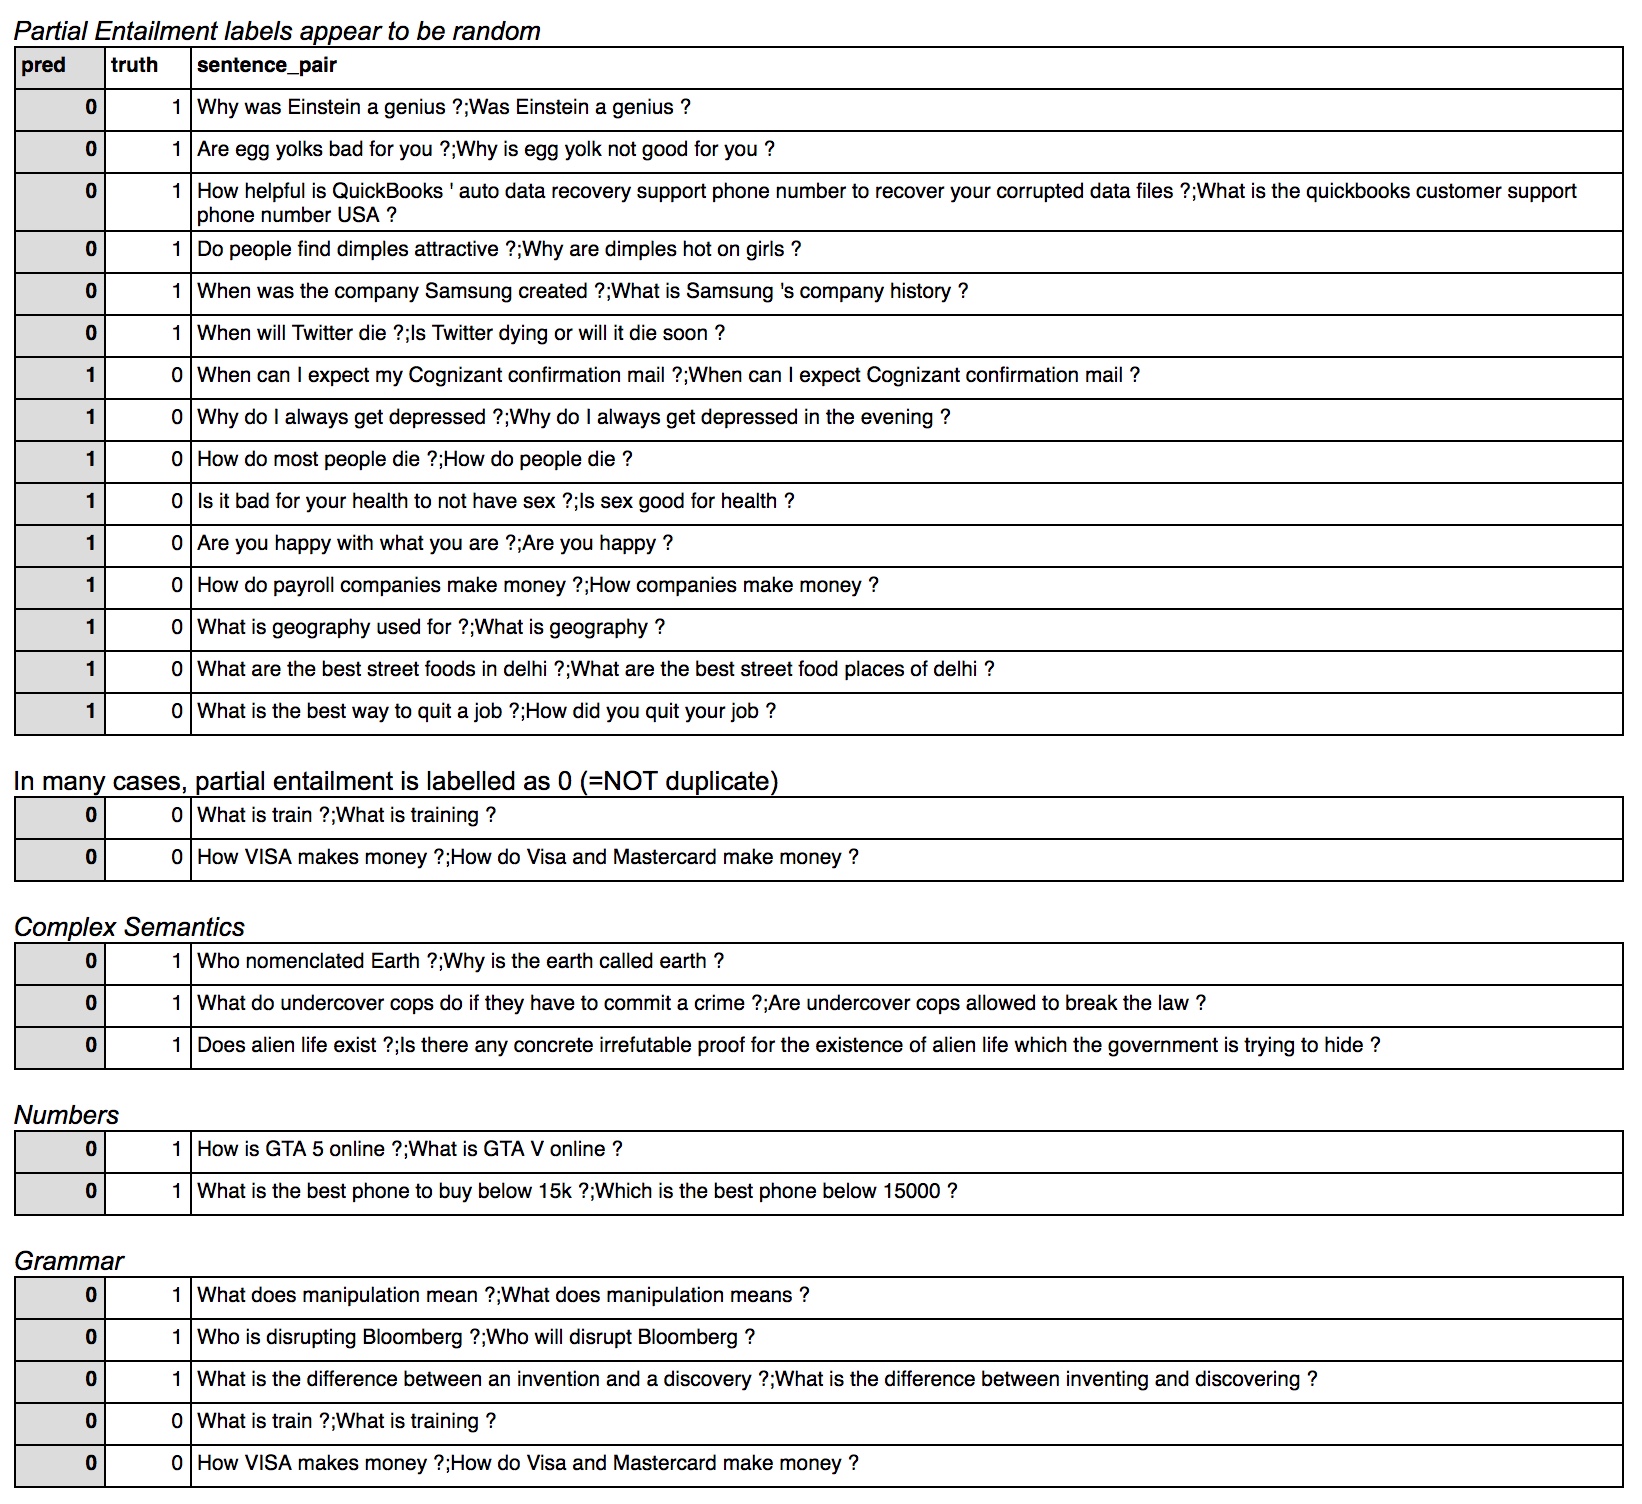 Partial Entailment labels appear to be random
pred truth sentence_pair
0 1 Why was Einstein a genius ?;Was Einstein a genius ?
0 1 Are egg yolks bad for you ?;Why is egg yolk not good for you ?
0 1 How helpful is QuickBooks ' auto data recovery support phone number to recover your corrupted data files ?;What is the quickbooks customer support
phone number USA ?
0 1 Do people find dimples attractive ?;Why are dimples hot on girls ?
0 1 When was the company Samsung created ?;What is Samsung 's company history ?
0 1 When will Twitter die ?;Is Twitter dying or will it die soon ?
1 0 When can I expect my Cognizant confirmation mail ?;When can I expect Cognizant confirmation mail ?
1 0 Why do I always get depressed ?;Why do I always get depressed in the evening ?
1 0 How do most people die ?;How do people die ?
1 0 Is it bad for your health to not have sex ?;Is sex good for health ?
1 0 Are you happy with what you are ?;Are you happy ?
1 0 How do payroll companies make money ?;How companies make money ?
1 0 What is geography used for ?;What is geography ?
1 0 What are the best street foods in delhi ?;What are the best street food places of delhi ?
1 0 What is the best way to quit a job ?;How did you quit your job ?
In many cases, partial entailment is labelled as 0 (=NOT duplicate)
0 0 What is train ?;What is training ?
0 0 How VISA makes money ?;How do Visa and Mastercard make money ?
Complex Semantics
0 1 Who nomenclated Earth ?;Why is the earth called earth ?
0 1 What do undercover cops do if they have to commit a crime ?;Are undercover cops allowed to break the law ?
0 1 Does alien life exist ?;Is there any concrete irrefutable proof for the existence of alien life which the government is trying to hide ?
Numbers
0 1 How is GTA 5 online ?;What is GTA V online ?
0 1 What is the best phone to buy below 15k ?;Which is the best phone below 15000 ?
Grammar
0 1 What does manipulation mean ?;What does manipulation means ?
0 1 Who is disrupting Bloomberg ?;Who will disrupt Bloomberg ?
0 1 What is the difference between an invention and a discovery ?;What is the difference between inventing and discovering ?
0 0 What is train ?;What is training ?
0 0 How VISA makes money ?;How do Visa and Mastercard make money ?